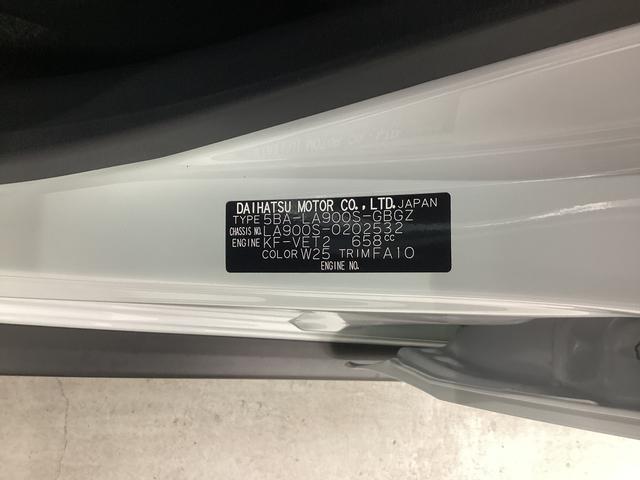 DAIHATSU MOTOR CO.,LTD. JAPAN
TYPE 5BA-LA900S-GBGZ
CHASSIS NO. LA900S-0202532
ENGINE KF-VET2 658cc
COLOR W25 TRIM FA10
ENGINE NO.